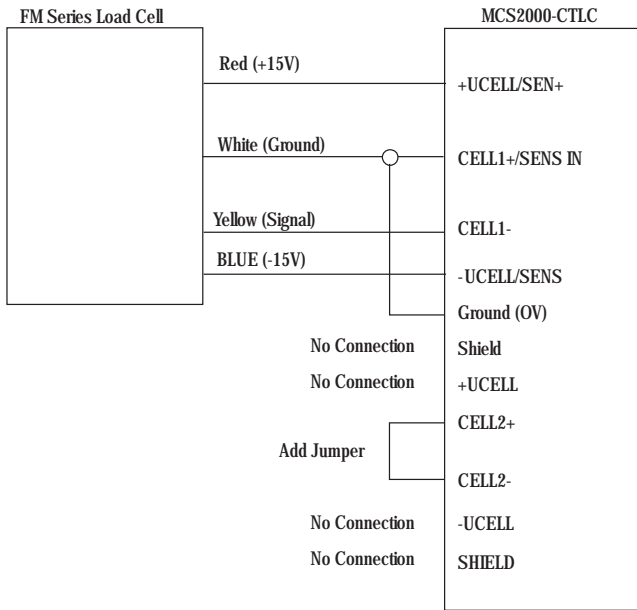 FM Series Load Cell
MCS2000-CTLC
Red (+15V)
+UCELL/SEN+
White (Ground)
CELL1+/SENS IN
Yellow (Signal)
CELL1-
BLUE (-15V)
-UCELL/SENS
Ground (OV)
No Connection Shield
No Connection +UCELL
CELL2+
Add Jumper
CELL2-
No Connection -UCELL
No Connection SHIELD